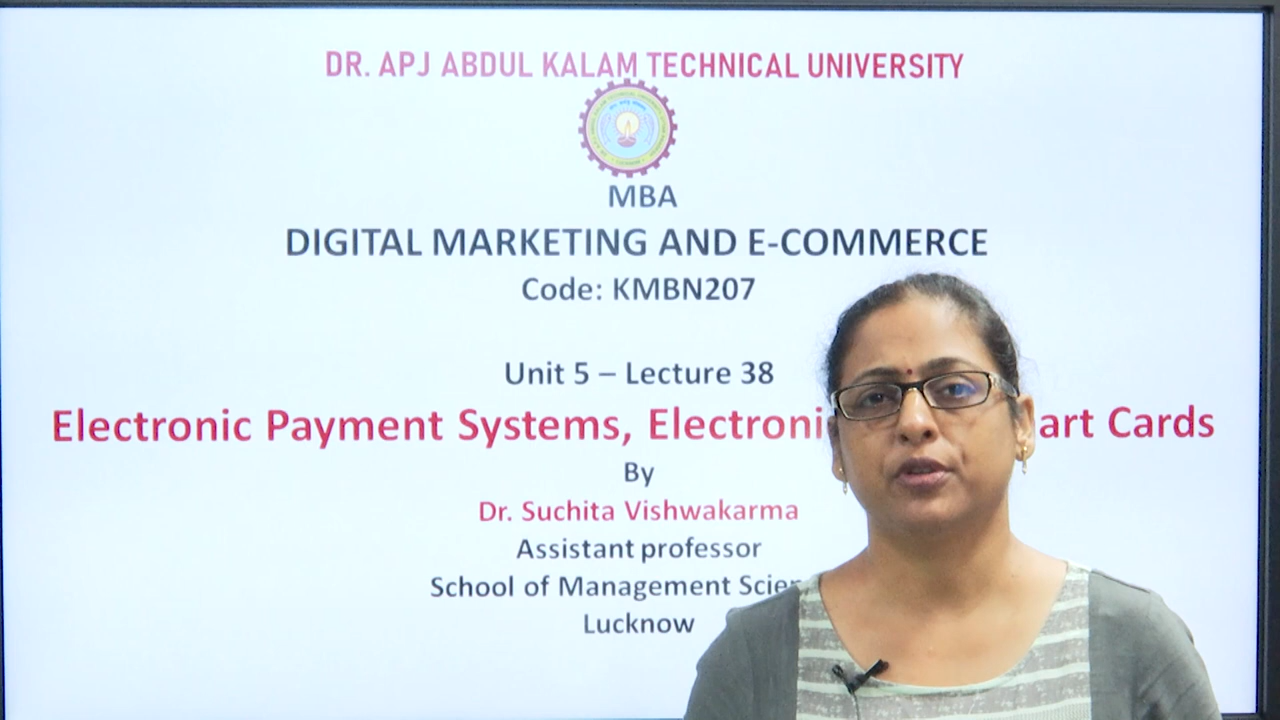 DR. APJ ABDUL KALAM TECHNICAL UNIVERSITY
MBA
DIGITAL MARKETING AND E-COMMERCE
Code: KMBN207
Unit 5 – Lecture 38
Electronic Payment Systems, Electroni art Cards
By
Dr. Suchita Vishwakarma
Assistant professor
School of Management Scien
Lucknow